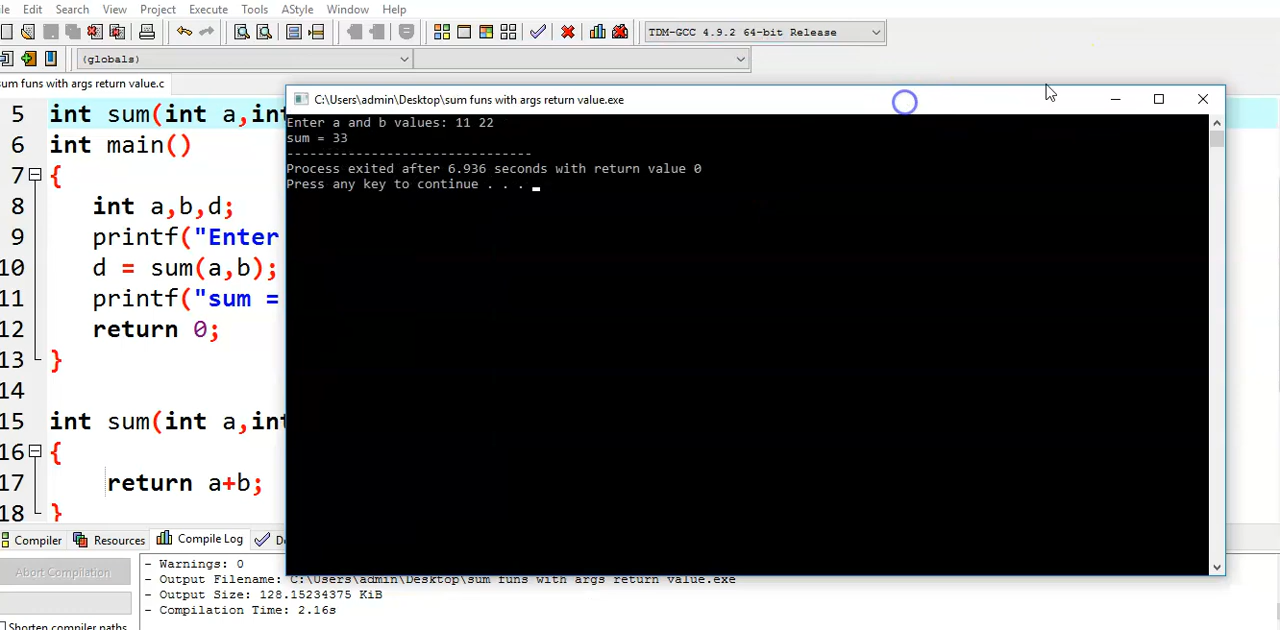 le Edit Search View Project Execute Tools AStyle Window Help
TDM-GCC 4.9.2 64-bit Release
(globals)
sum funs with args return value.c
C:\Users\admin\Desktop\sum funs with args return value.exe
Enter a and b values: 11 22
sum = 33
--------------------------------
Process exited after 6.936 seconds with return value 0
Press any key to continue . . .
5 int sum(int a,int
6 int main()
7 {
8 int a,b,d;
9 printf("Enter
10 d = sum(a,b);
11 printf("sum =
12 return 0;
13 }
14
15 int sum(int a,int
16 {
17 return a+b;
18 }
Compiler Resources Compile Log D
Abort Compilation
Shorten compiler paths
- Warnings: 0
- Output Filename: C:\Users\admin\Desktop\sum funs with args return value.exe
- Output Size: 128.15234375 KiB
- Compilation Time: 2.16s